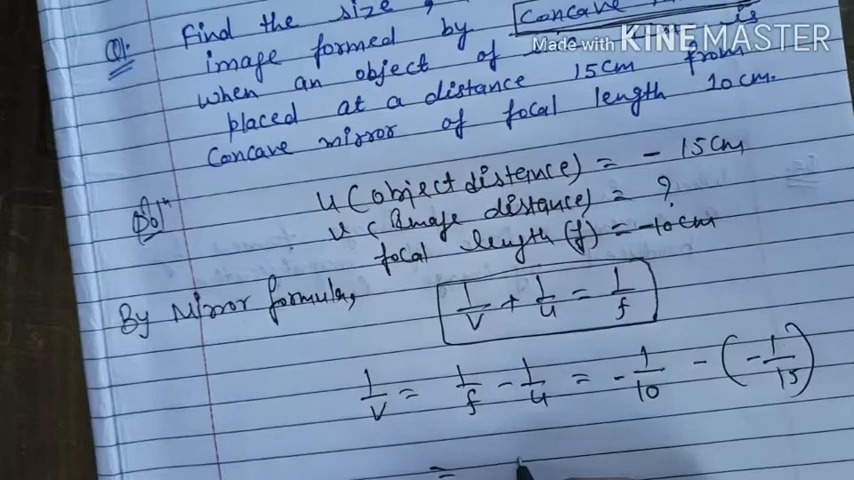 Q1. Find the size,
image formed by concave
Made with KINEMASTER
when an object of is
placed at a distance 15cm from
Concave mirror of focal length 10cm.
Solⁿ u (object distence) = - 15cm
v (Image distance) = ?
focal length (f) = -10cm
By Mirror formula, 1/v + 1/u = 1/f
1/v = 1/f - 1/u = -1/10 - (-1/15)
=